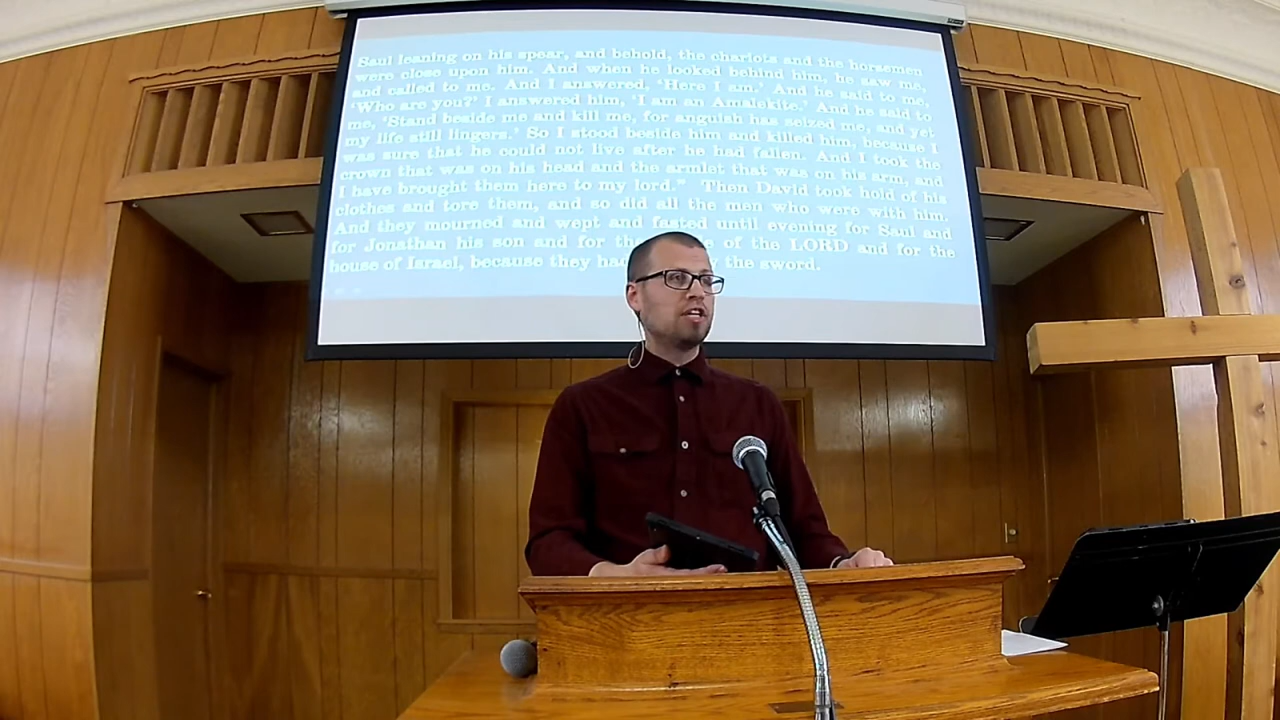 Saul leaning on his spear, and behold, the chariots and the horsemen
were close upon him. And when he looked behind him, he saw me,
and called to me. And I answered, 'Here I am.' And he said to me,
'Who are you?' I answered him, 'I am an Amalekite.' And he said to
me, 'Stand beside me and kill me, for anguish has seized me, and yet
my life still lingers.' So I stood beside him and killed him, because I
was sure that he could not live after he had fallen. And I took the
crown that was on his head and the armlet that was on his arm, and
I have brought them here to my lord." Then David took hold of his
clothes and tore them, and so did all the men who were with him.
And they mourned and wept and fasted until evening for Saul and
for Jonathan his son and for the of the LORD and for the
house of Israel, because they had the sword.